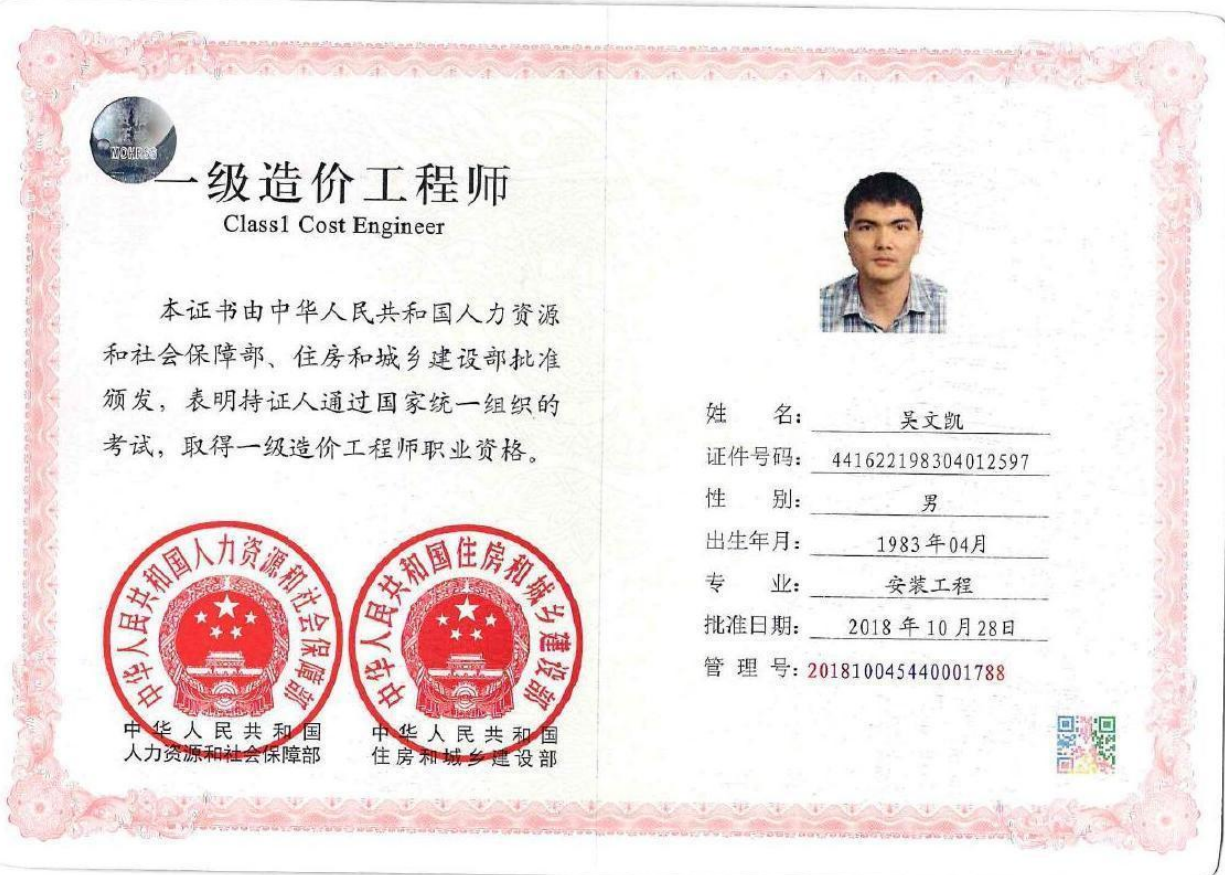 MOHRSS
一级造价工程师
Class1 Cost Engineer
本证书由中华人民共和国人力资源
和社会保障部、住房和城乡建设部批准
颁发，表明持证人通过国家统一组织的
考试，取得一级造价工程师职业资格。
中华人民共和国人力资源和社会保障部
中华人民共和国
人力资源和社会保障部
中华人民共和国住房和城乡建设部
中华人民共和国
住房和城乡建设部
姓 名： 吴文凯
证件号码： 441622198304012597
性 别： 男
出生年月： 1983年04月
专 业： 安装工程
批准日期： 2018年10月28日
管 理 号：201810045440001788